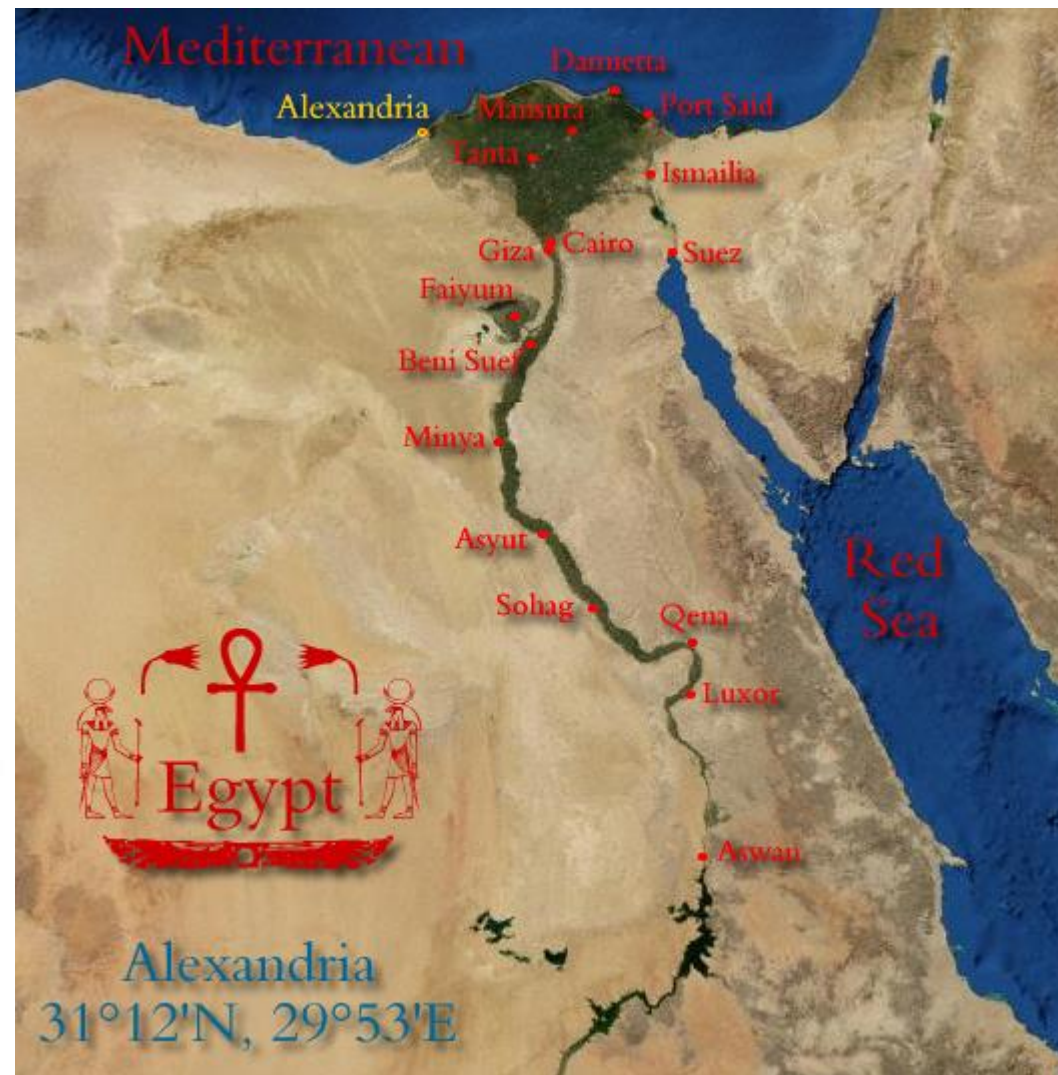 Mediterranean
Damietta
Alexandria
Mansura
Port Said
Tanta
Ismailia
Giza
Cairo
Suez
Faiyum
Beni Suef
Minya
Asyut
Red
Sea
Sohag
Qena
Luxor
Egypt
Aswan
Alexandria
31°12'N, 29°53'E